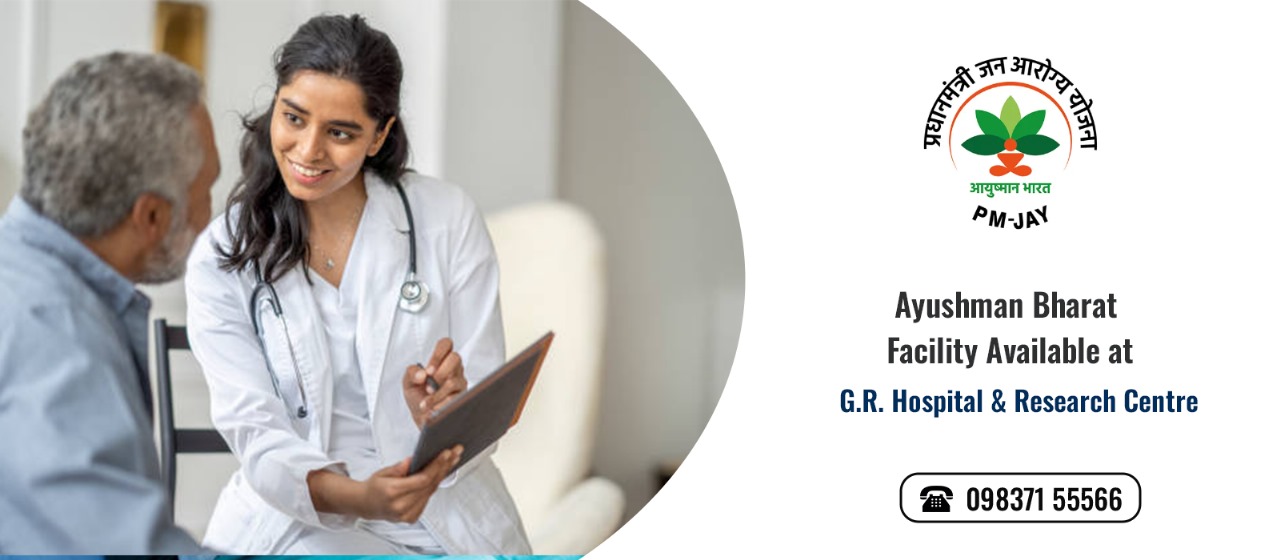 प्रधानमंत्री जन आरोग्य योजना
आयुष्मान भारत
PM-JAY
Ayushman Bharat
Facility Available at
G.R. Hospital & Research Centre
098371 55566